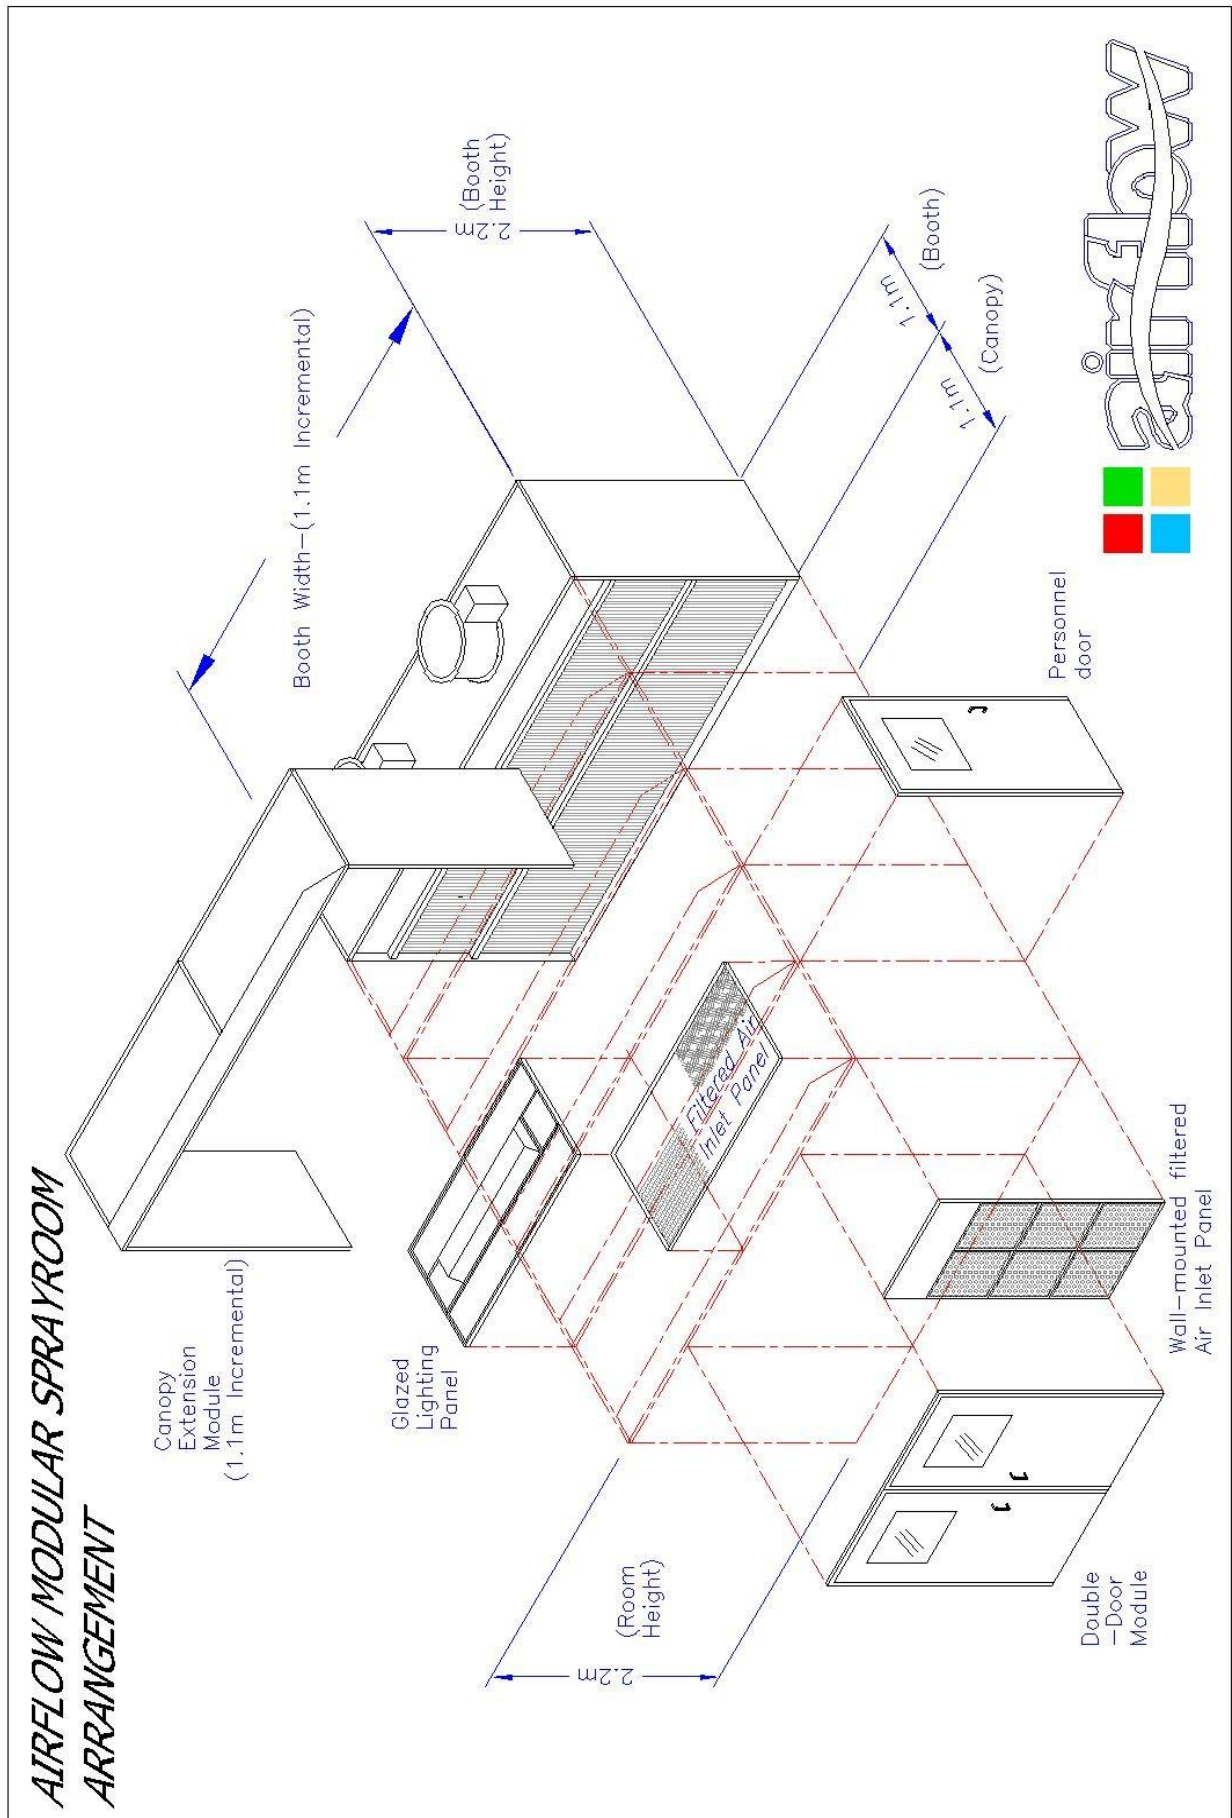 AIRFLOW MODULAR SPRAYROOM
ARRANGEMENT
Canopy
Extension
Module
(1.1m Incremental)
Booth Width-(1.1m Incremental)
2.2m
(Booth
Height)
Glazed
Lighting
Panel
Filtered Air
Inlet Panel
1.1m
(Booth)
1.1m
(Canopy)
2.2m
(Room
Height)
Personnel
door
Double
-Door
Module
Wall-mounted filtered
Air Inlet Panel
airflow